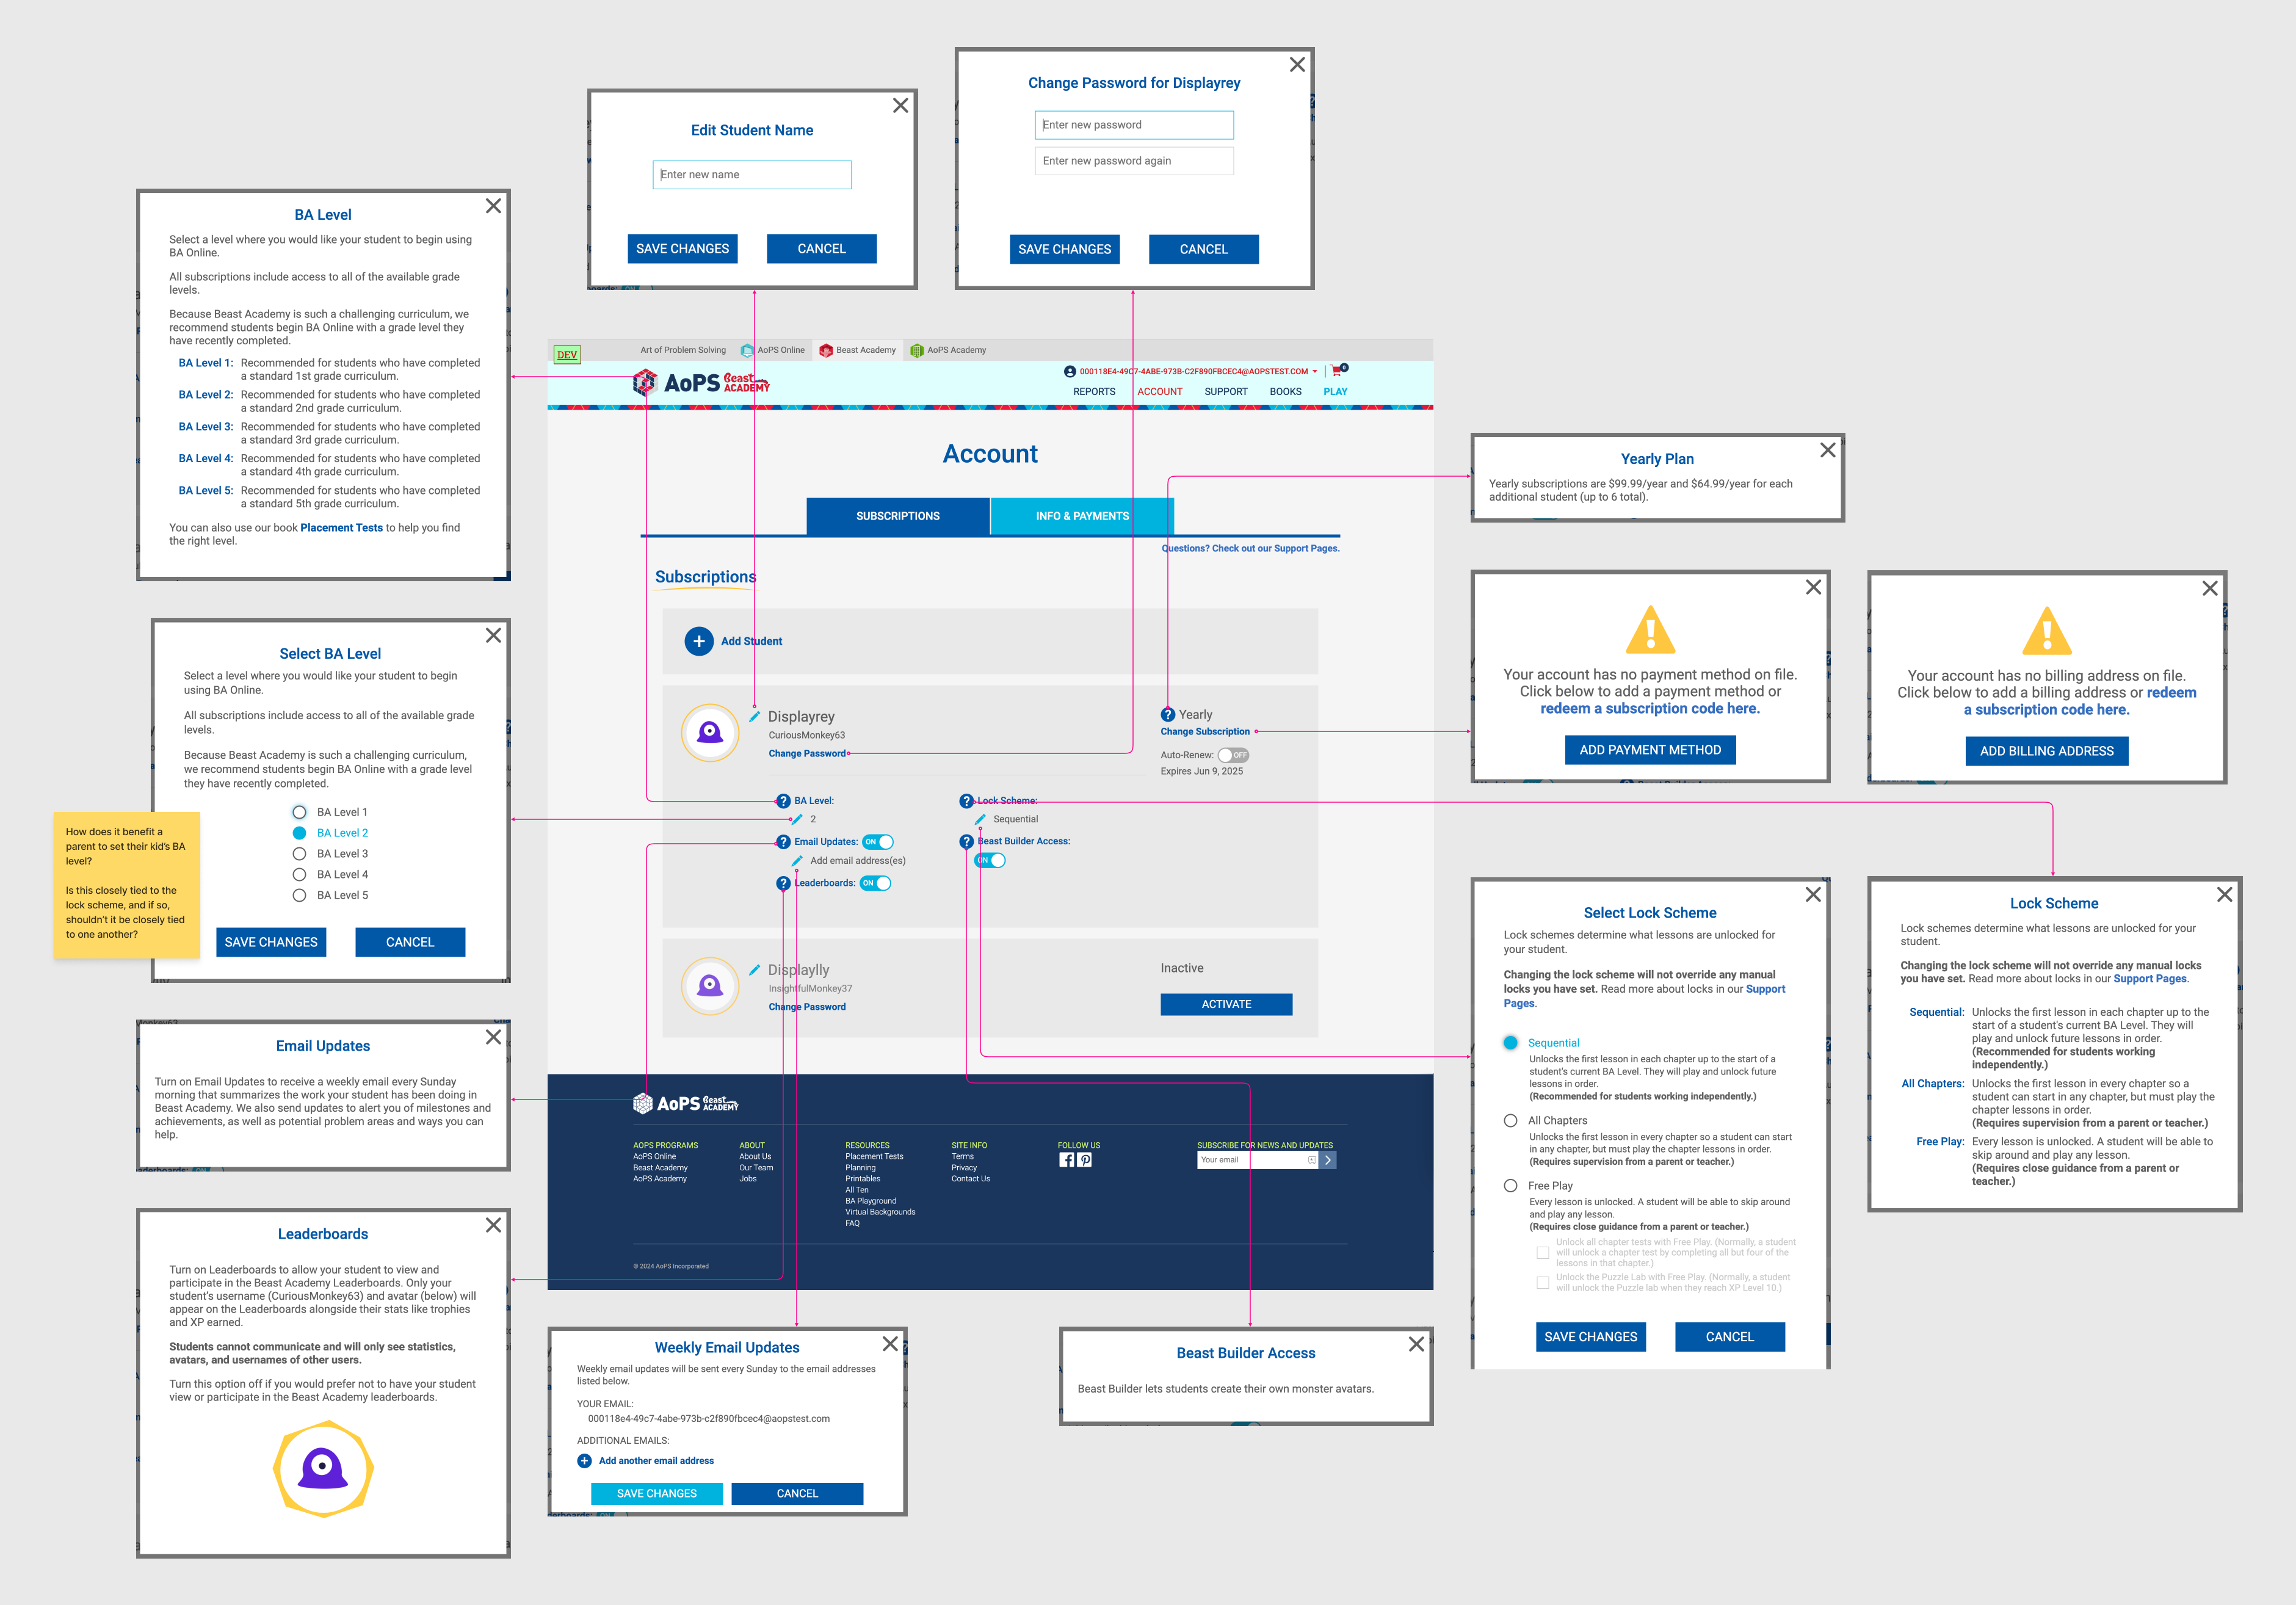 Edit Student Name
Enter new name
SAVE CHANGES
CANCEL
Change Password for Displayrey
Enter new password
Enter new password again
SAVE CHANGES
CANCEL
BA Level
Select a level where you would like your student to begin using
BA Online.
All subscriptions include access to all of the available grade
levels.
Because Beast Academy is such a challenging curriculum, we
recommend students begin BA Online with a grade level they
have recently completed.
BA Level 1: Recommended for students who have completed
a standard 1st grade curriculum.
BA Level 2: Recommended for students who have completed
a standard 2nd grade curriculum.
BA Level 3: Recommended for students who have completed
a standard 3rd grade curriculum.
BA Level 4: Recommended for students who have completed
a standard 4th grade curriculum.
BA Level 5: Recommended for students who have completed
a standard 5th grade curriculum.
You can also use our book Placement Tests to help you find
the right level.
Select BA Level
Select a level where you would like your student to begin
using BA Online.
All subscriptions include access to all of the available grade
levels.
Because Beast Academy is such a challenging curriculum,
we recommend students begin BA Online with a grade level
they have recently completed.
BA Level 1
BA Level 2
BA Level 3
BA Level 4
BA Level 5
SAVE CHANGES
CANCEL
How does it benefit a
parent to set their kid's BA
level?
Is this closely tied to the
lock scheme, and if so,
shouldn't it be closely tied
to one another?
Email Updates
Turn on Email Updates to receive a weekly email every Sunday
morning that summarizes the work your student has been doing in
Beast Academy. We also send updates to alert you of milestones and
achievements, as well as potential problem areas and ways you can
help.
Leaderboards
Turn on Leaderboards to allow your student to view and
participate in the Beast Academy Leaderboards. Only your
student's username (CuriousMonkey63) and avatar (below) will
appear on the Leaderboards alongside their stats like trophies
and XP earned.
Students cannot communicate and will only see statistics,
avatars, and usernames of other users.
Turn this option off if you would prefer not to have your student
view or participate in the Beast Academy leaderboards.
DEV
Art of Problem Solving
AoPS Online
Beast Academy
AoPS Academy
AoPS Beast ACADEMY
000118E4-49C7-4ABE-973B-C2F890FBCEC4@AOPSTEST.COM
0
REPORTS
ACCOUNT
SUPPORT
BOOKS
PLAY
Account
SUBSCRIPTIONS
INFO & PAYMENTS
Questions? Check out our Support Pages.
Subscriptions
Add Student
Displayrey
CuriousMonkey63
Change Password
Yearly
Change Subscription
Auto-Renew: OFF
Expires Jun 9, 2025
BA Level:
2
Email Updates: ON
Add email address(es)
Leaderboards: ON
Lock Scheme:
Sequential
Beast Builder Access:
ON
Displaylly
InsightfulMonkey37
Change Password
Inactive
ACTIVATE
AoPS Beast ACADEMY
AOPS PROGRAMS
AoPS Online
Beast Academy
AoPS Academy
ABOUT
About Us
Our Team
Jobs
RESOURCES
Placement Tests
Planning
Printables
All Ten
BA Playground
Virtual Backgrounds
FAQ
SITE INFO
Terms
Privacy
Contact Us
FOLLOW US
SUBSCRIBE FOR NEWS AND UPDATES
Your email
© 2024 AoPS Incorporated
Weekly Email Updates
Weekly email updates will be sent every Sunday to the email addresses
listed below.
YOUR EMAIL:
000118e4-49c7-4abe-973b-c2f890fbcec4@aopstest.com
ADDITIONAL EMAILS:
Add another email address
SAVE CHANGES
CANCEL
Beast Builder Access
Beast Builder lets students create their own monster avatars.
Yearly Plan
Yearly subscriptions are $99.99/year and $64.99/year for each
additional student (up to 6 total).
Your account has no payment method on file.
Click below to add a payment method or
redeem a subscription code here.
ADD PAYMENT METHOD
Your account has no billing address on file.
Click below to add a billing address or redeem
a subscription code here.
ADD BILLING ADDRESS
Select Lock Scheme
Lock schemes determine what lessons are unlocked for
your student.
Changing the lock scheme will not override any manual
locks you have set. Read more about locks in our Support
Pages.
Sequential
Unlocks the first lesson in each chapter up to the start of a
student's current BA Level. They will play and unlock future
lessons in order.
(Recommended for students working independently.)
All Chapters
Unlocks the first lesson in every chapter so a student can start
in any chapter, but must play the chapter lessons in order.
(Requires supervision from a parent or teacher.)
Free Play
Every lesson is unlocked. A student will be able to skip around
and play any lesson.
(Requires close guidance from a parent or teacher.)
Unlock all chapter tests with Free Play. (Normally, a student
will unlock a chapter test by completing all but four of the
lessons in that chapter.)
Unlock the Puzzle Lab with Free Play. (Normally, a student
will unlock the Puzzle lab when they reach XP Level 10.)
SAVE CHANGES
CANCEL
Lock Scheme
Lock schemes determine what lessons are unlocked for your
student.
Changing the lock scheme will not override any manual locks
you have set. Read more about locks in our Support Pages.
Sequential: Unlocks the first lesson in each chapter up to the
start of a student's current BA Level. They will
play and unlock future lessons in order.
(Recommended for students working
independently.)
All Chapters: Unlocks the first lesson in every chapter so a
student can start in any chapter, but must play the
chapter lessons in order.
(Requires supervision from a parent or teacher.)
Free Play: Every lesson is unlocked. A student will be able to
skip around and play any lesson.
(Requires close guidance from a parent or
teacher.)